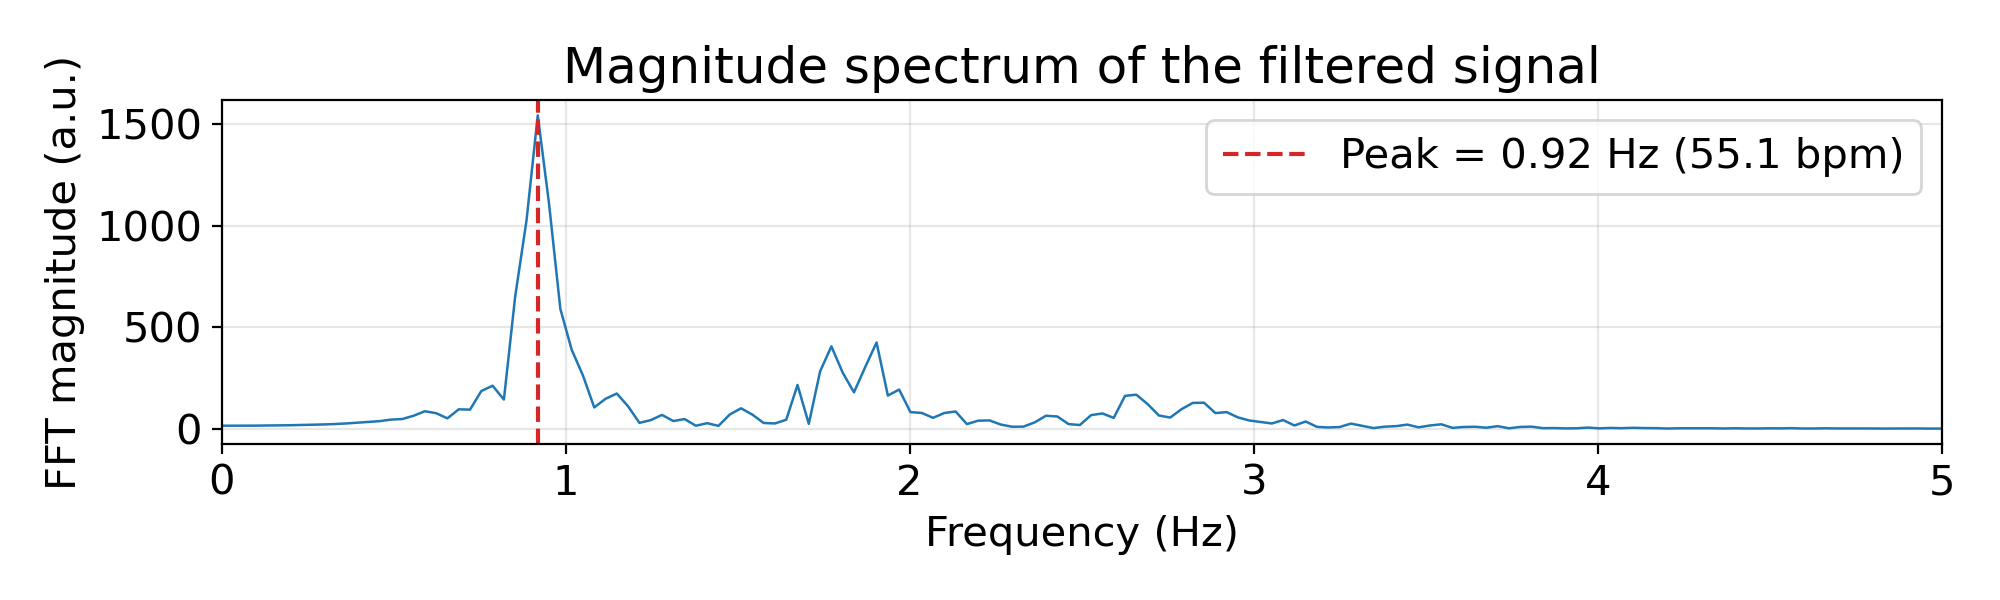 Magnitude spectrum of the filtered signal
FFT magnitude (a.u.)
1500
1000
500
0
Peak = 0.92 Hz (55.1 bpm)
0 1 2 3 4 5
Frequency (Hz)